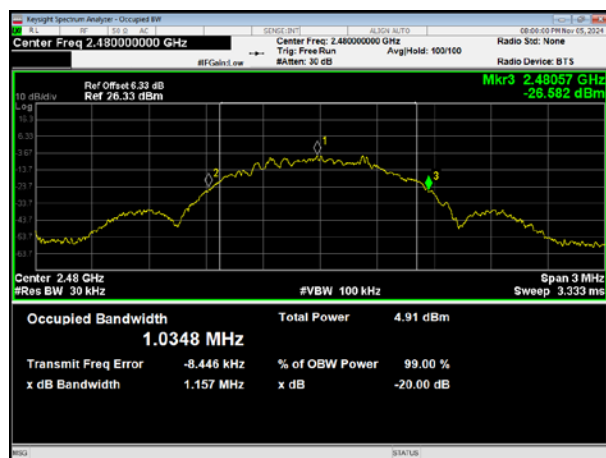 Keysight Spectrum Analyzer - Occupied BW
RL RF 50 Ω AC SENSE:INT ALIGN AUTO 08:00:00 PM Nov 05, 2024
Center Freq 2.480000000 GHz Center Freq: 2.480000000 GHz Radio Std: None
Trig: Free Run Avg|Hold: 100/100
#IFGain:Low #Atten: 30 dB Radio Device: BTS
Mkr3 2.48057 GHz
-26.582 dBm
Ref Offset 6.33 dB
10 dB/div Ref 26.33 dBm
Log
16.3
6.33
-3.67
-13.7
-23.7
-33.7
-43.7
-53.7
-63.7
1
2
3
Center 2.48 GHz Span 3 MHz
#Res BW 30 kHz #VBW 100 kHz Sweep 3.333 ms
Occupied Bandwidth Total Power 4.91 dBm
1.0348 MHz
Transmit Freq Error -8.446 kHz % of OBW Power 99.00 %
x dB Bandwidth 1.157 MHz x dB -20.00 dB
MSG STATUS